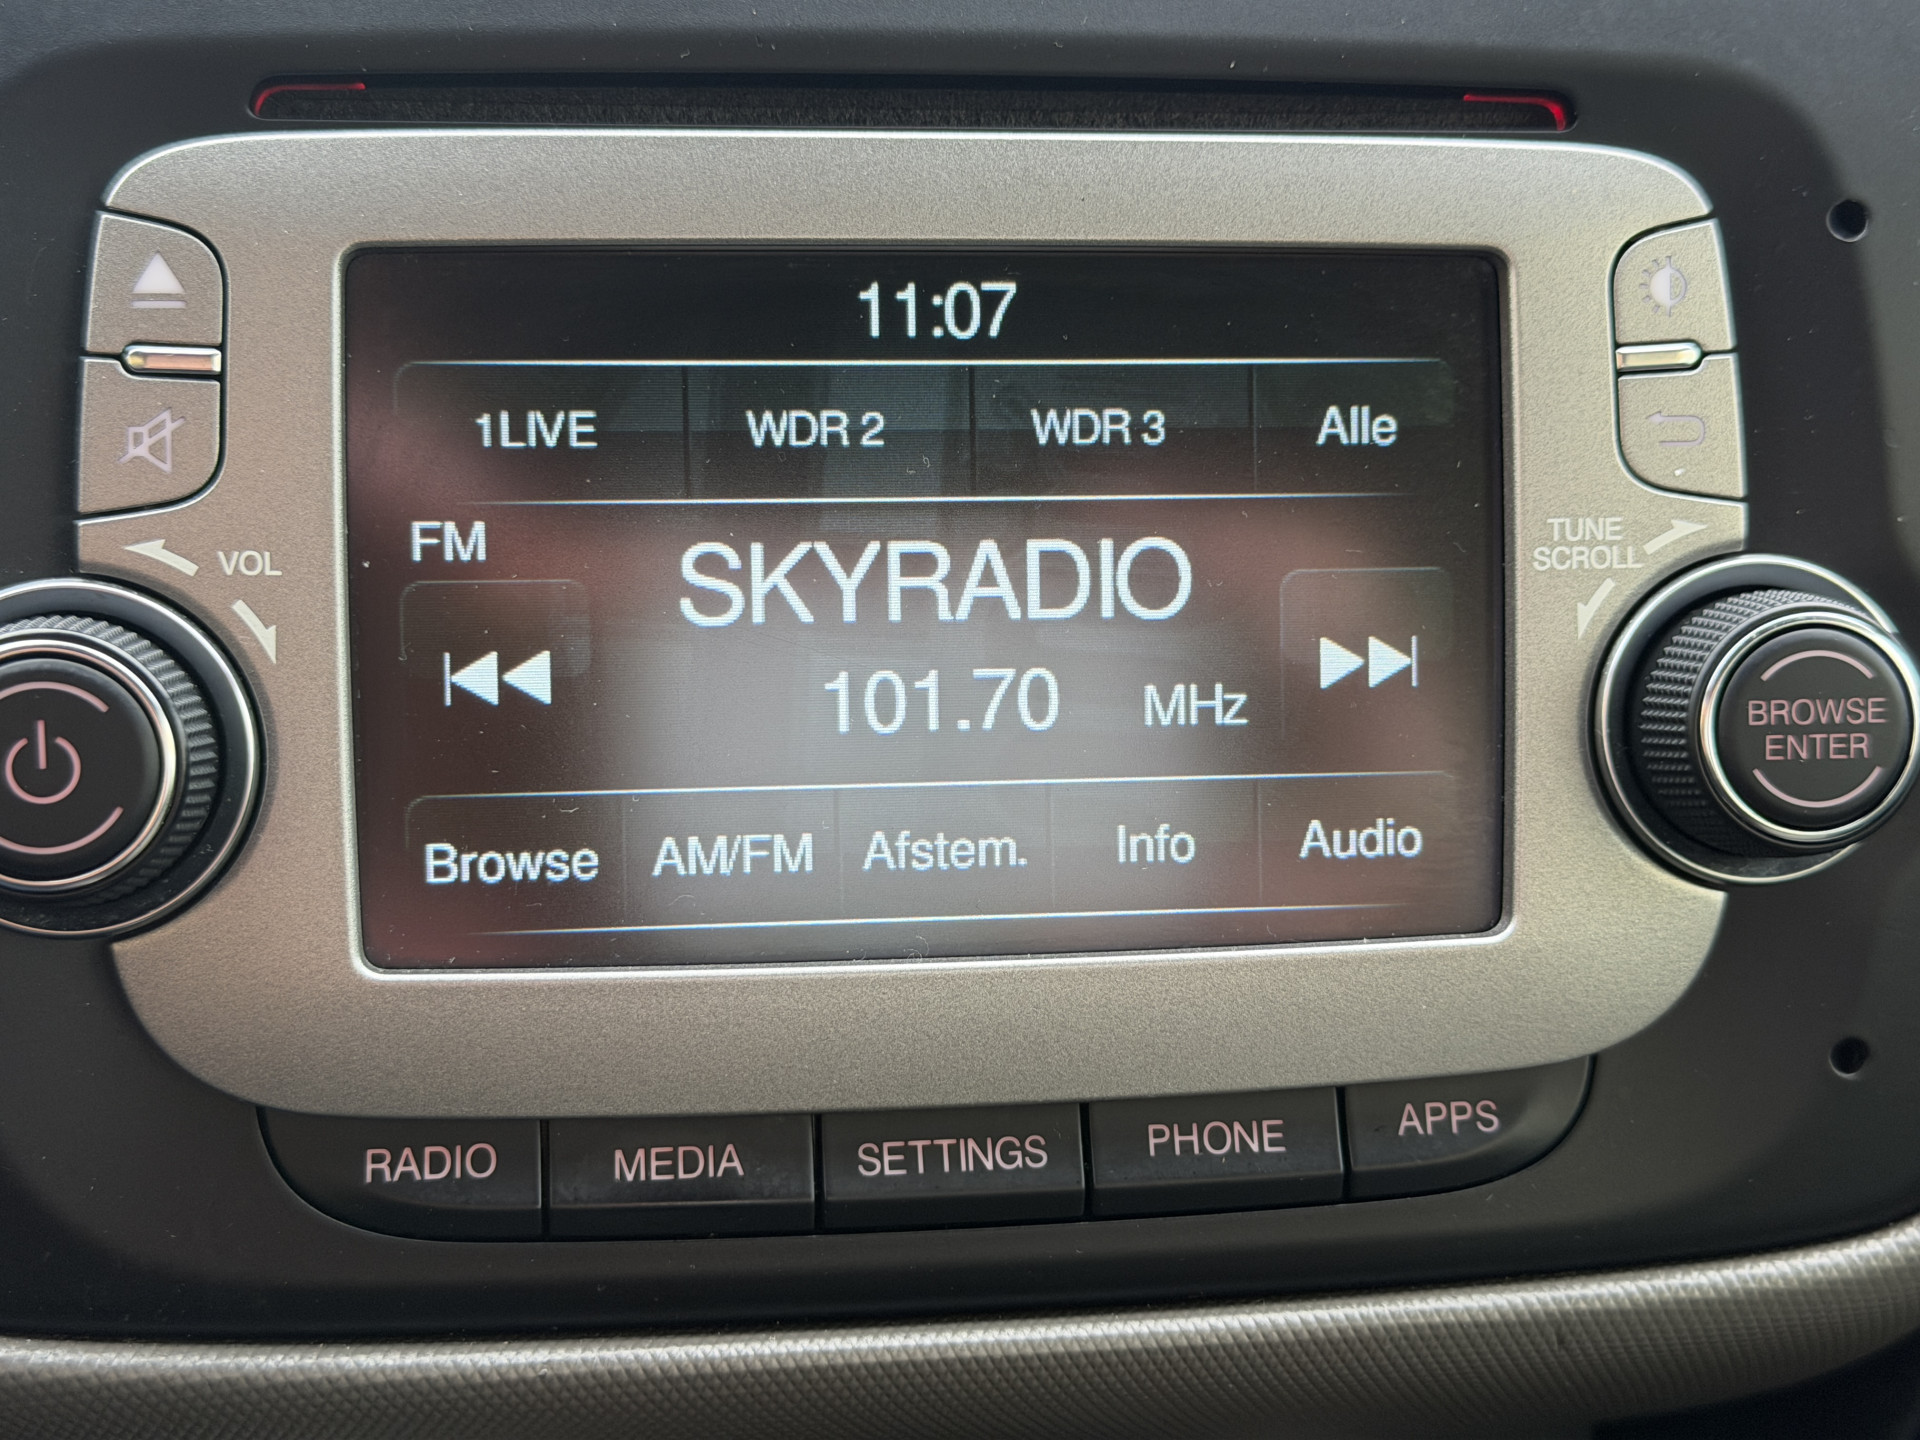 11:07
1LIVE WDR 2 WDR 3 Alle
FM
SKYRADIO
101.70 MHz
Browse AM/FM Afstem. Info Audio
VOL
TUNE
SCROLL
BROWSE
ENTER
RADIO MEDIA SETTINGS PHONE APPS